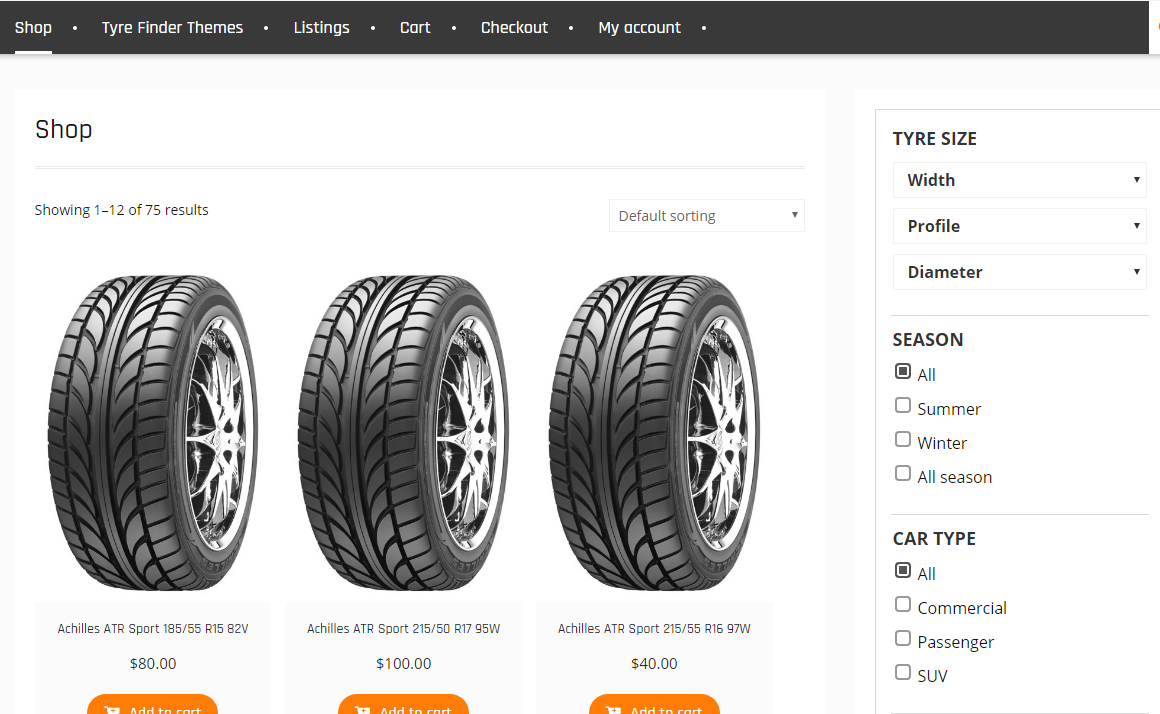 Shop • Tyre Finder Themes • Listings • Cart • Checkout • My account •
Shop
Showing 1–12 of 75 results
Default sorting
Achilles ATR Sport 185/55 R15 82V
$80.00
Add to cart
Achilles ATR Sport 215/50 R17 95W
$100.00
Add to cart
Achilles ATR Sport 215/55 R16 97W
$40.00
Add to cart
TYRE SIZE
Width
Profile
Diameter
SEASON
All
Summer
Winter
All season
CAR TYPE
All
Commercial
Passenger
SUV